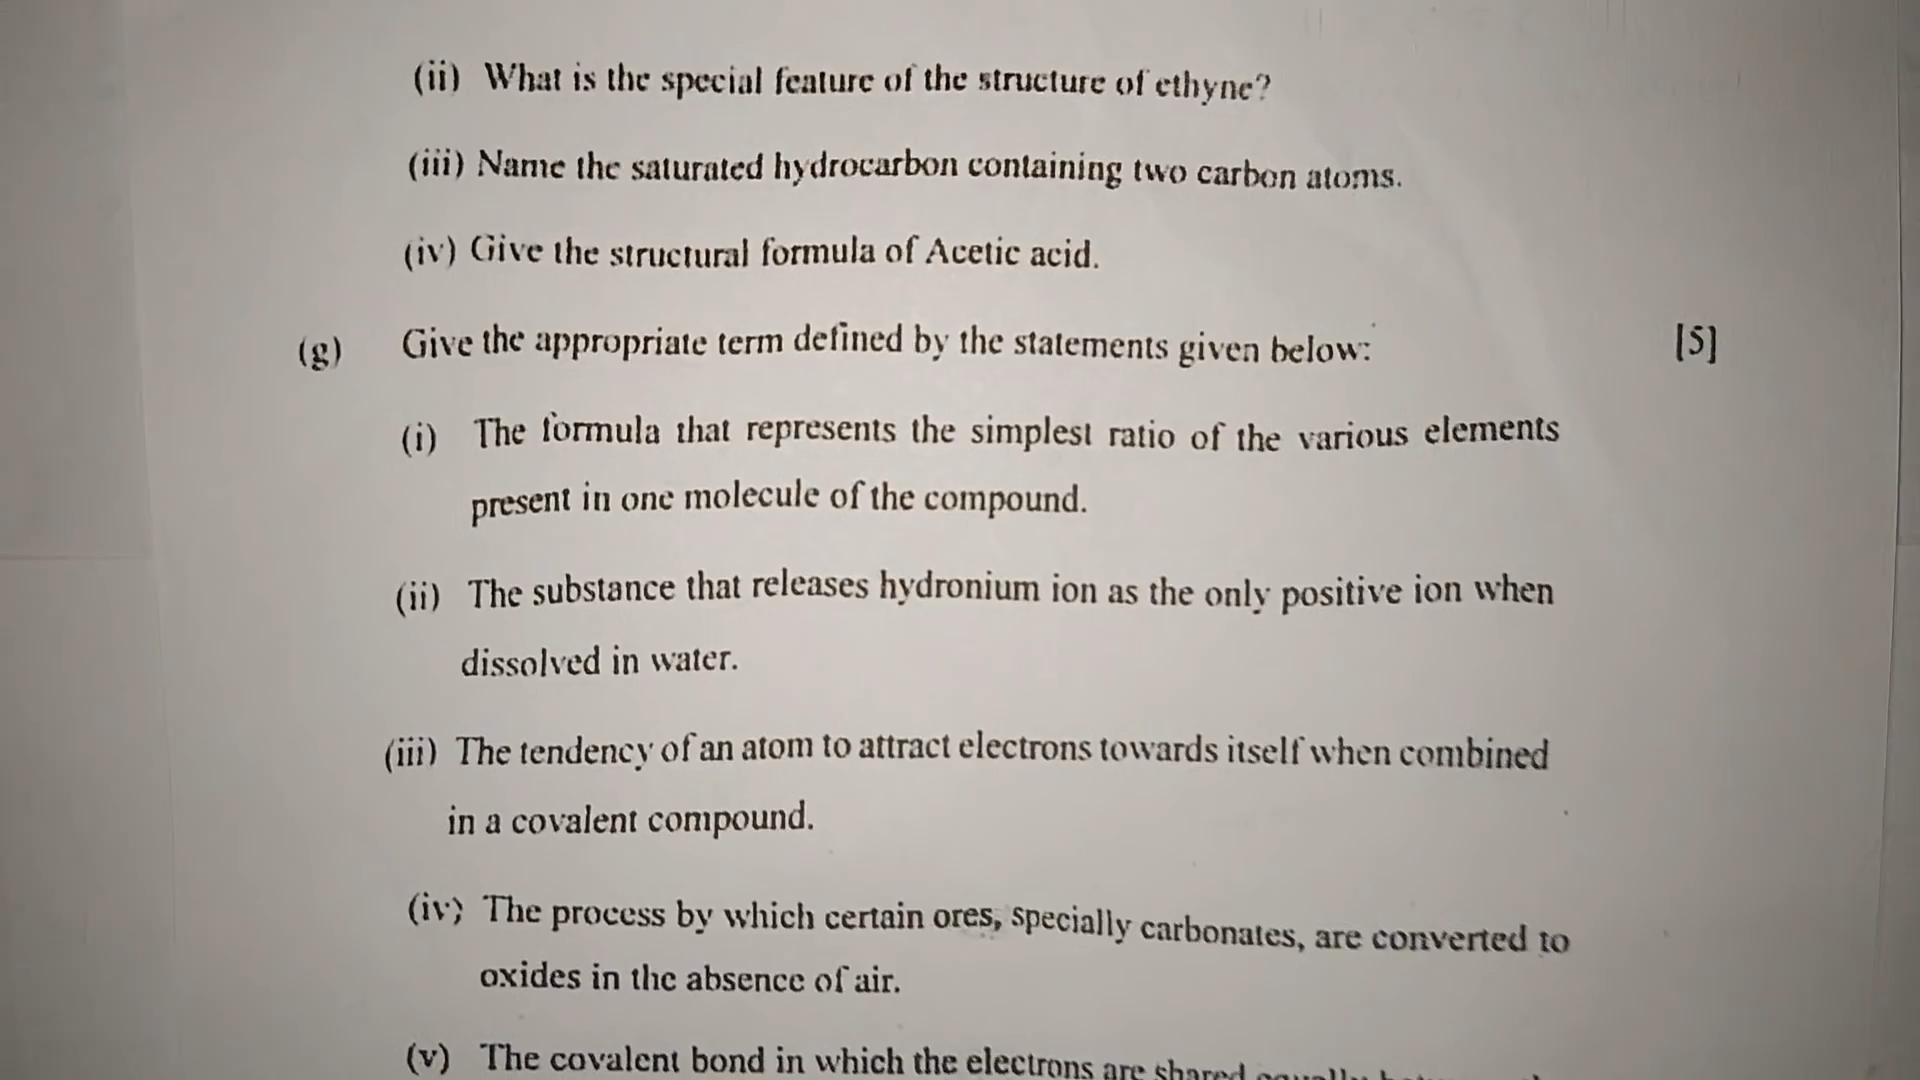 (ii) What is the special feature of the structure of ethyne?
(iii) Name the saturated hydrocarbon containing two carbon atoms.
(iv) Give the structural formula of Acetic acid.
(g) Give the appropriate term defined by the statements given below: [5]
(i) The formula that represents the simplest ratio of the various elements
present in one molecule of the compound.
(ii) The substance that releases hydronium ion as the only positive ion when
dissolved in water.
(iii) The tendency of an atom to attract electrons towards itself when combined
in a covalent compound.
(iv) The process by which certain ores, specially carbonates, are converted to
oxides in the absence of air.
(v) The covalent bond in which the electrons are shared equally